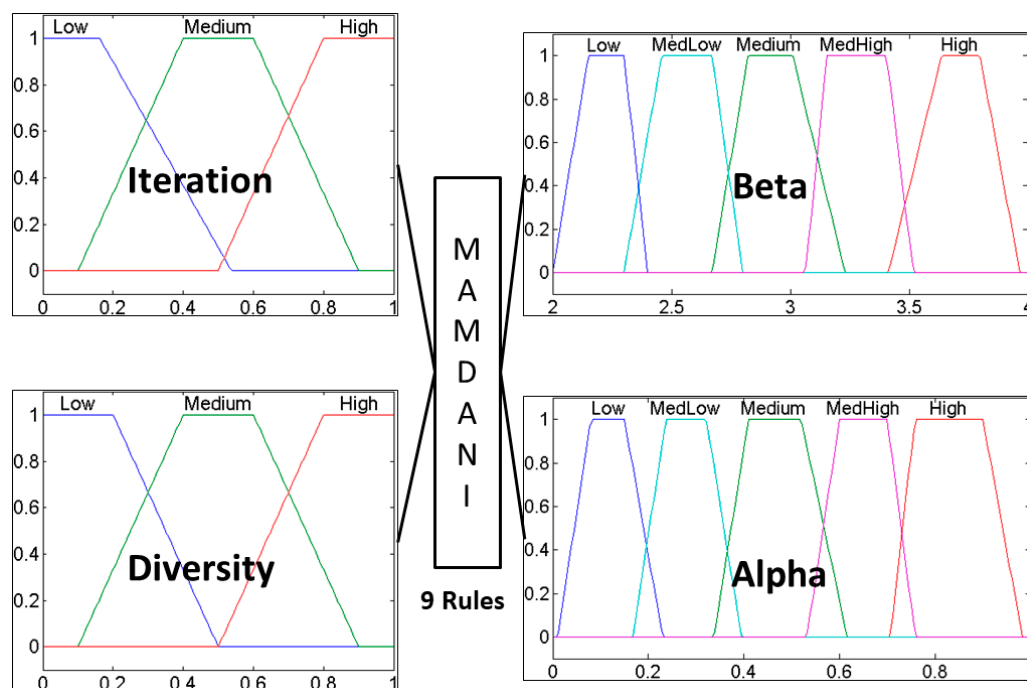 Low Medium High
1
0.8
0.6
0.4
0.2
0
0 0.2 0.4 0.6 0.8 1
Iteration
Low MedLow Medium MedHigh High
1
0.8
0.6
0.4
0.2
0
2 2.5 3 3.5 4
Beta
M
A
M
D
A
N
I
9 Rules
Low Medium High
1
0.8
0.6
0.4
0.2
0
0 0.2 0.4 0.6 0.8 1
Diversity
Low MedLow Medium MedHigh High
1
0.8
0.6
0.4
0.2
0
0 0.2 0.4 0.6 0.8
Alpha